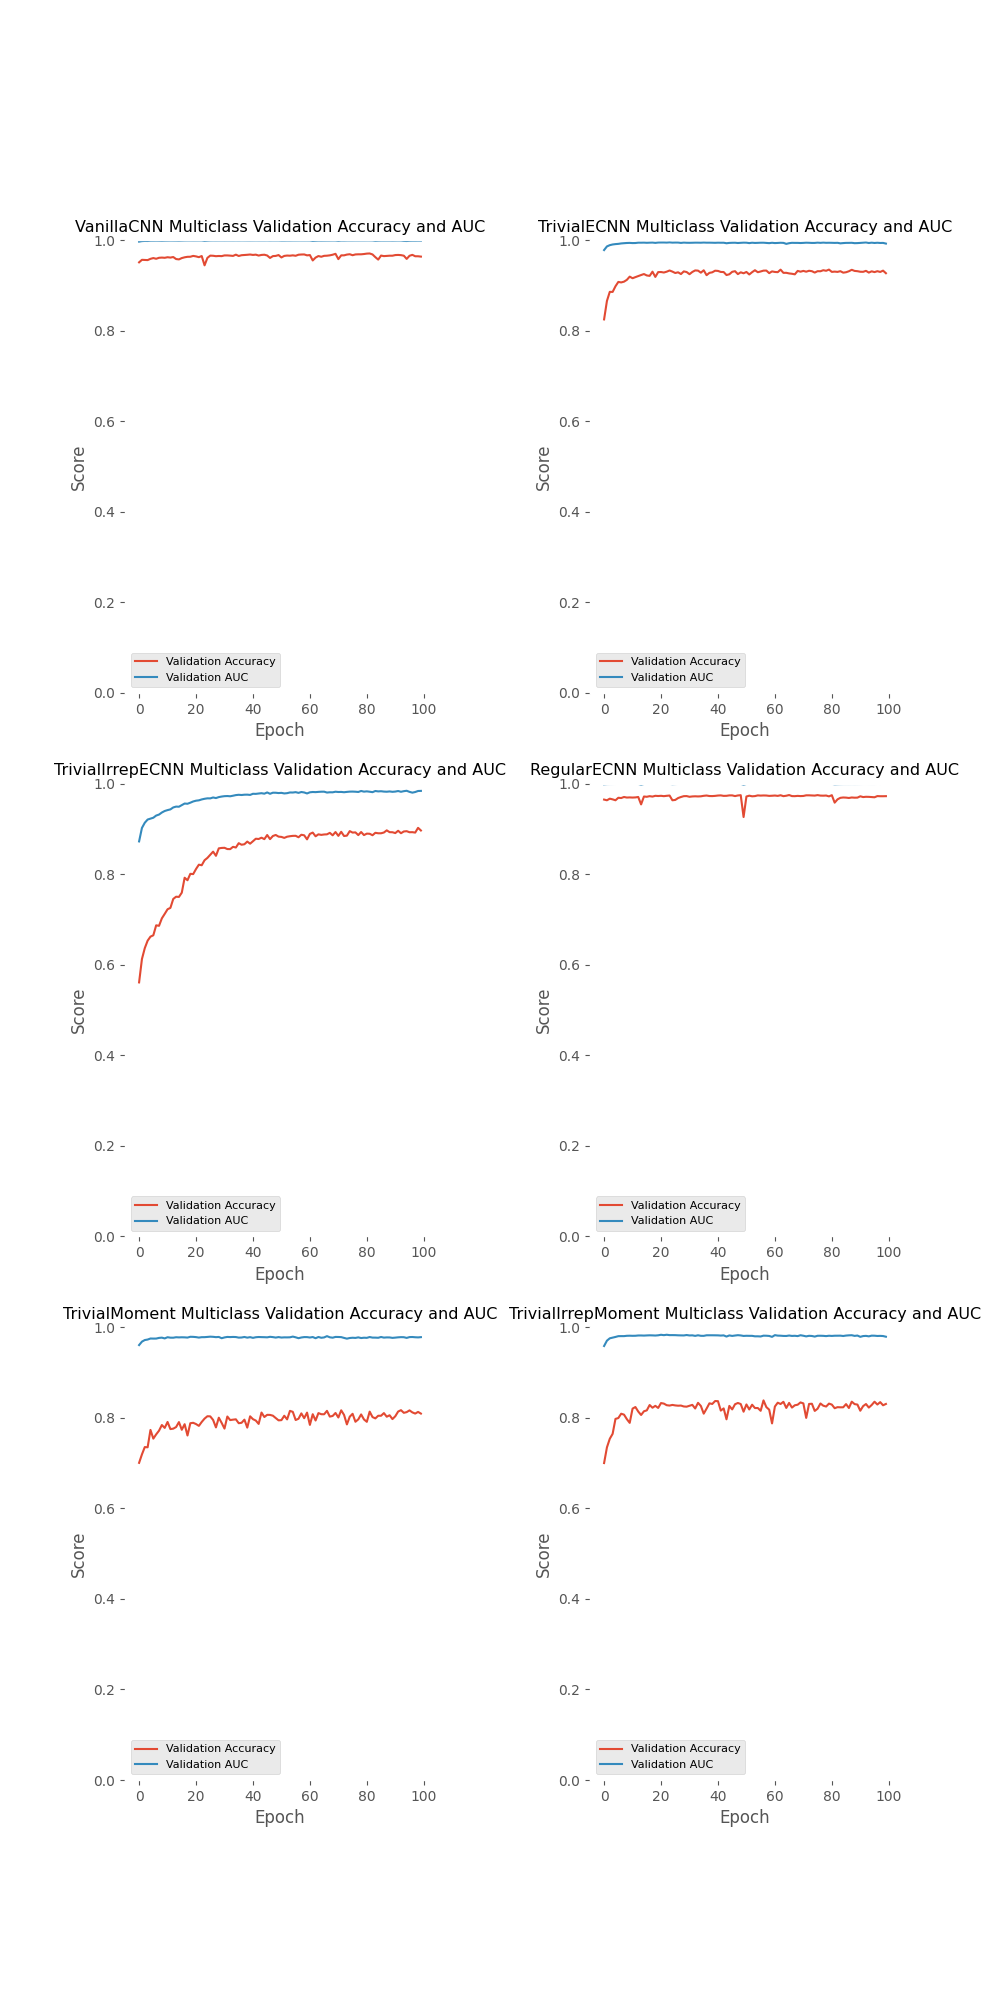 VanillaCNN Multiclass Validation Accuracy and AUC
1.0
0.8
0.6
0.4
0.2
0.0
Score
Validation Accuracy
Validation AUC
0 20 40 60 80 100
Epoch
TrivialECNN Multiclass Validation Accuracy and AUC
1.0
0.8
0.6
0.4
0.2
0.0
Score
Validation Accuracy
Validation AUC
0 20 40 60 80 100
Epoch
TrivialIrrepECNN Multiclass Validation Accuracy and AUC
1.0
0.8
0.6
0.4
0.2
0.0
Score
Validation Accuracy
Validation AUC
0 20 40 60 80 100
Epoch
RegularECNN Multiclass Validation Accuracy and AUC
1.0
0.8
0.6
0.4
0.2
0.0
Score
Validation Accuracy
Validation AUC
0 20 40 60 80 100
Epoch
TrivialMoment Multiclass Validation Accuracy and AUC
1.0
0.8
0.6
0.4
0.2
0.0
Score
Validation Accuracy
Validation AUC
0 20 40 60 80 100
Epoch
TrivialIrrepMoment Multiclass Validation Accuracy and AUC
1.0
0.8
0.6
0.4
0.2
0.0
Score
Validation Accuracy
Validation AUC
0 20 40 60 80 100
Epoch